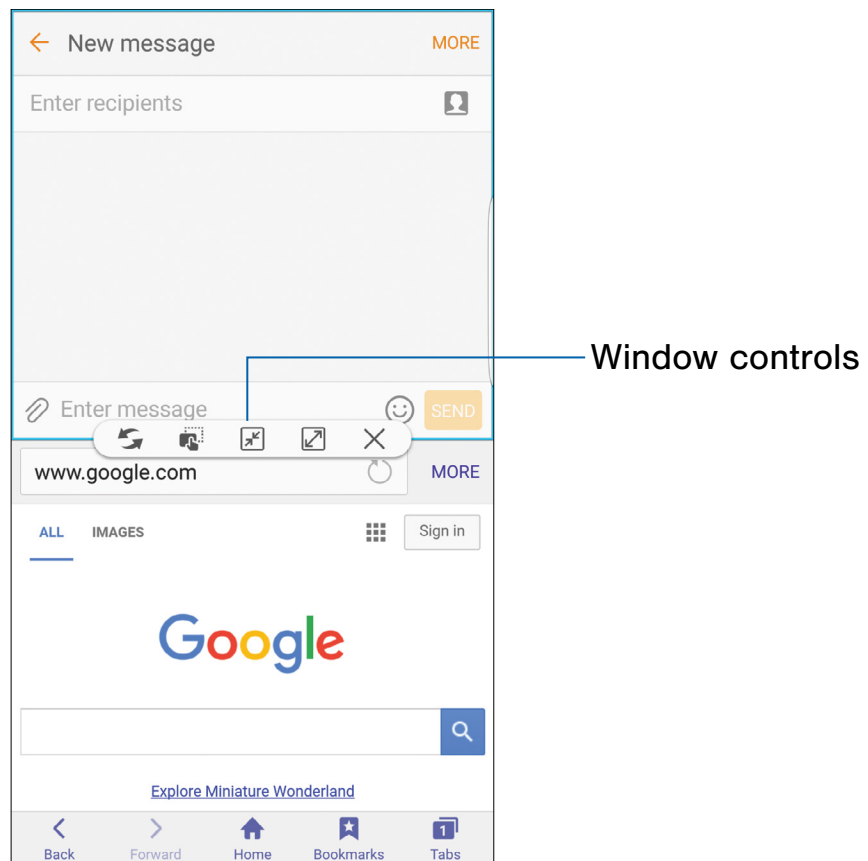 New message MORE
Enter recipients
Window controls
Enter message SEND
www.google.com MORE
ALL IMAGES Sign in
Google
Explore Miniature Wonderland
1
Back Forward Home Bookmarks Tabs